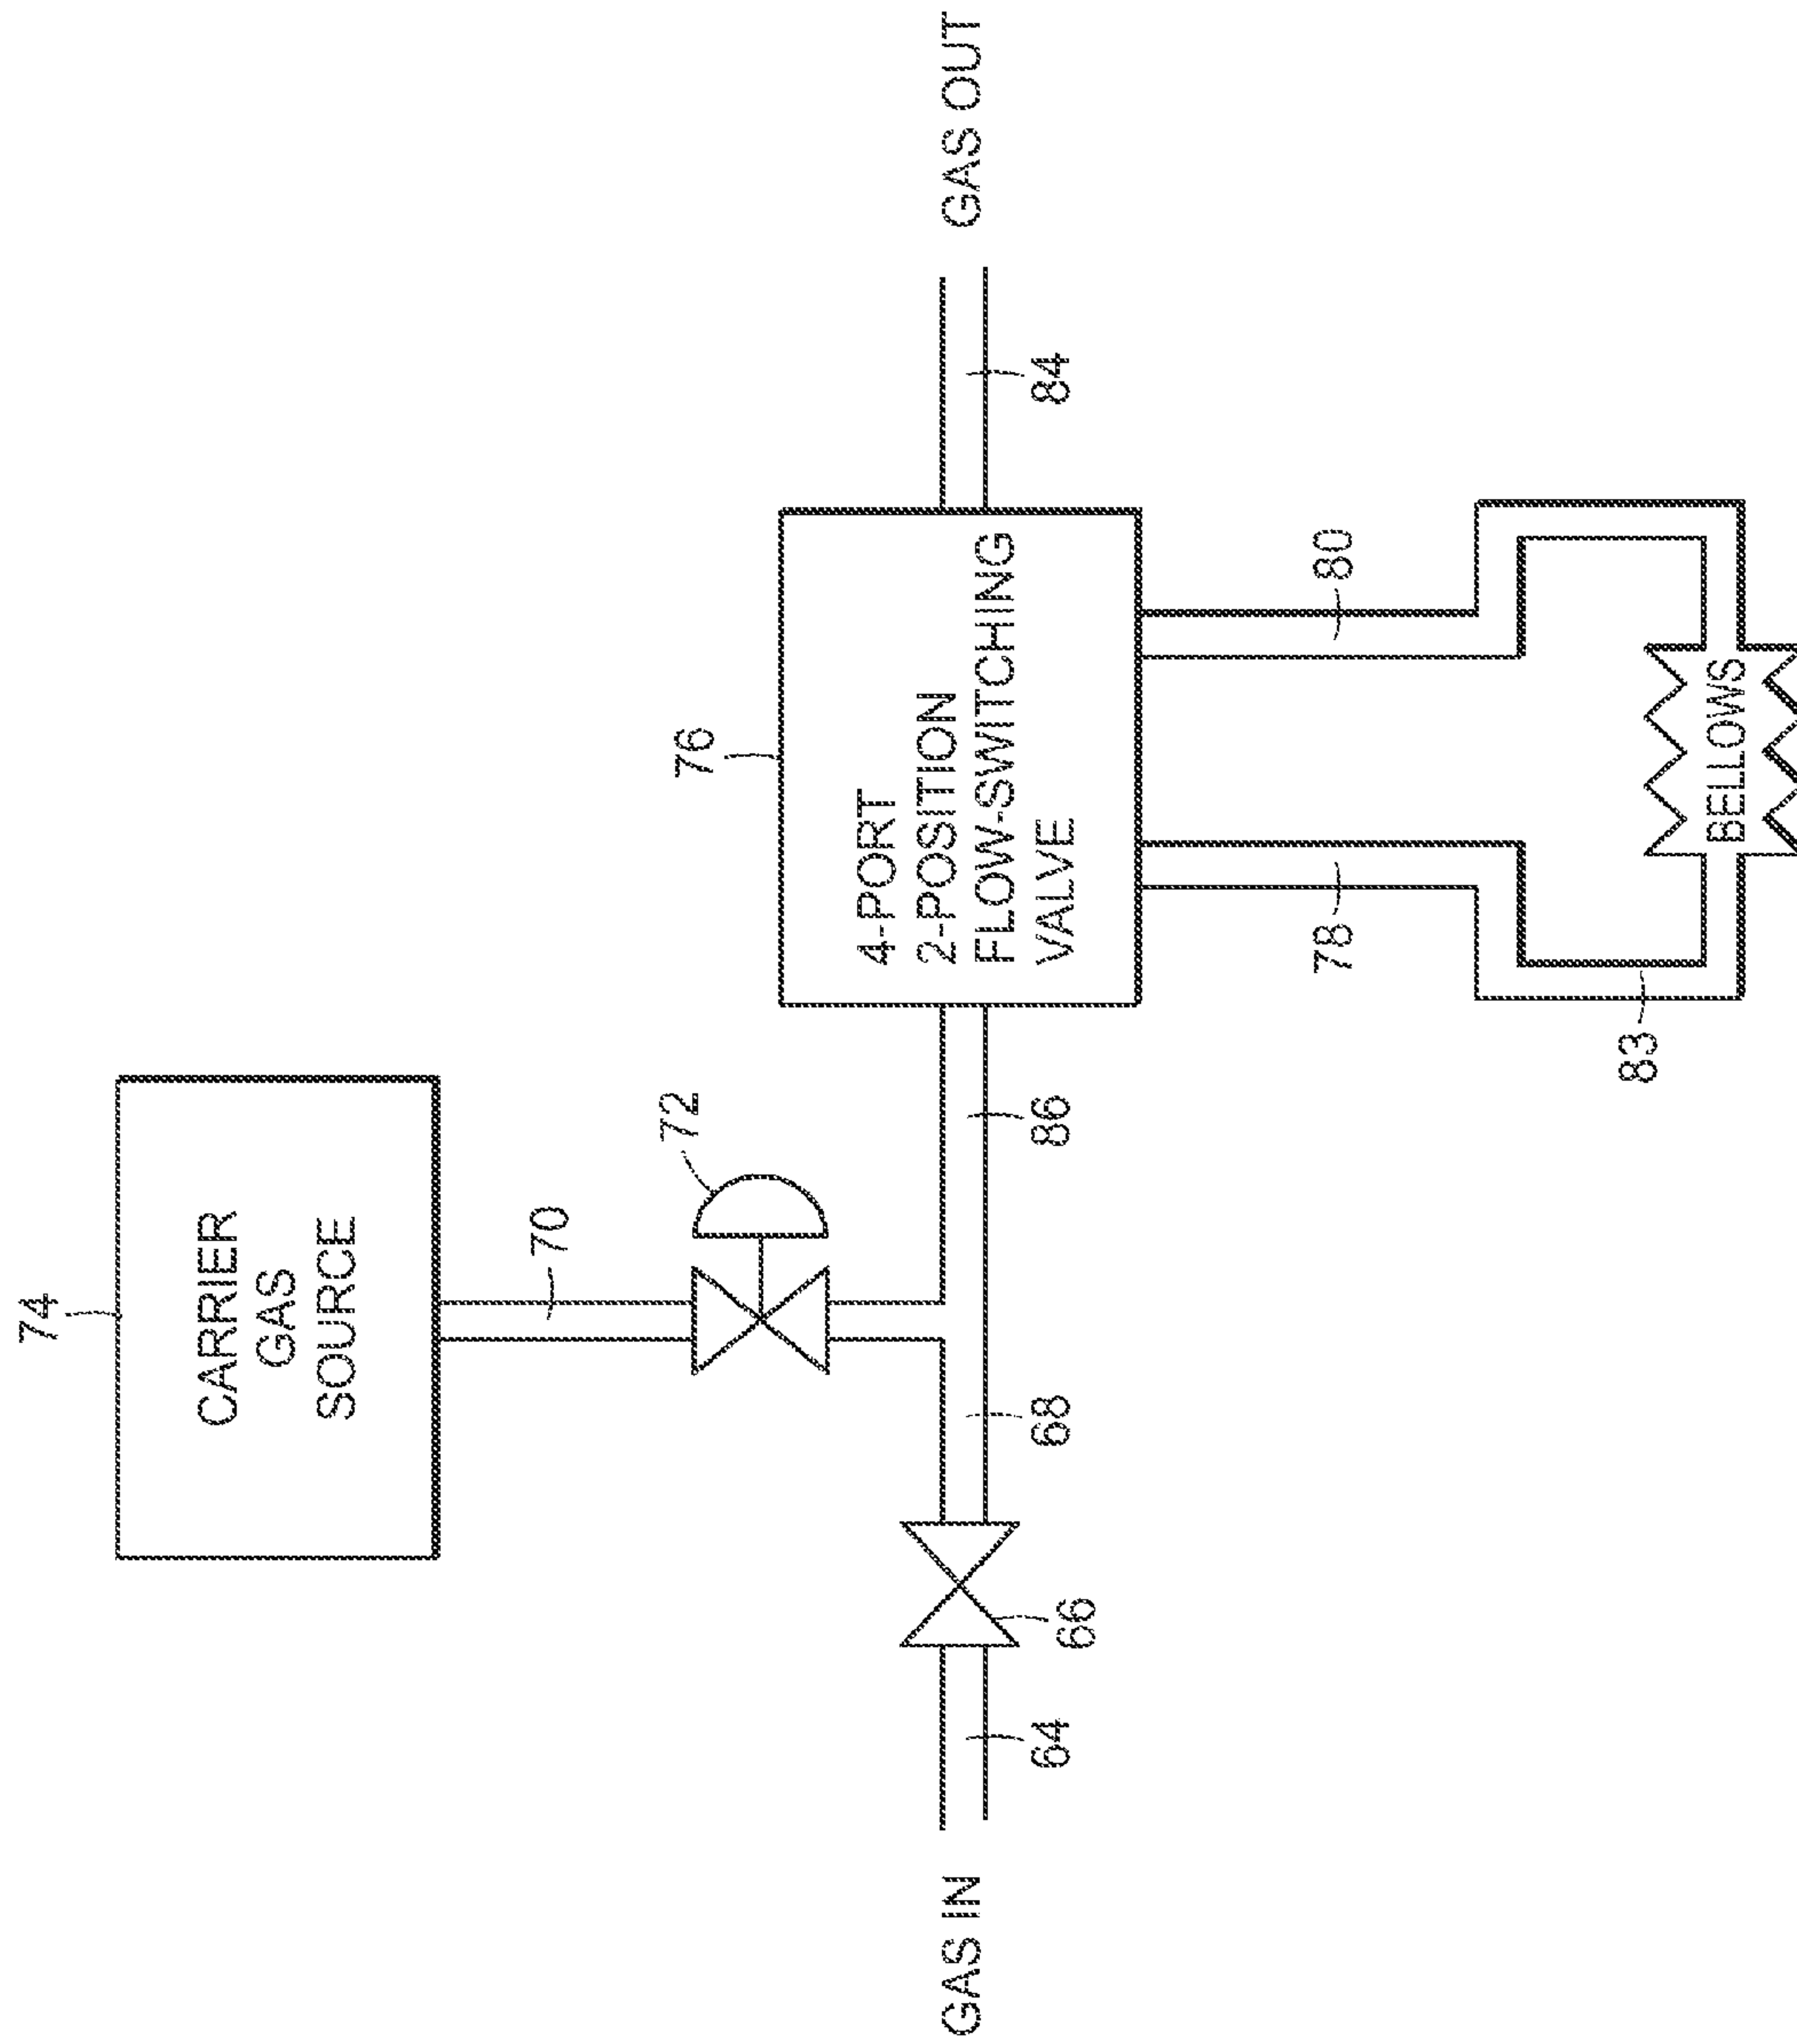 74
CARRIER
GAS
SOURCE
70
72
76
4-PORT
2-POSITION
FLOW-SWITCHING
VALVE
GAS IN
64
66
68
86
84
GAS OUT
78
80
83
BELLOWS